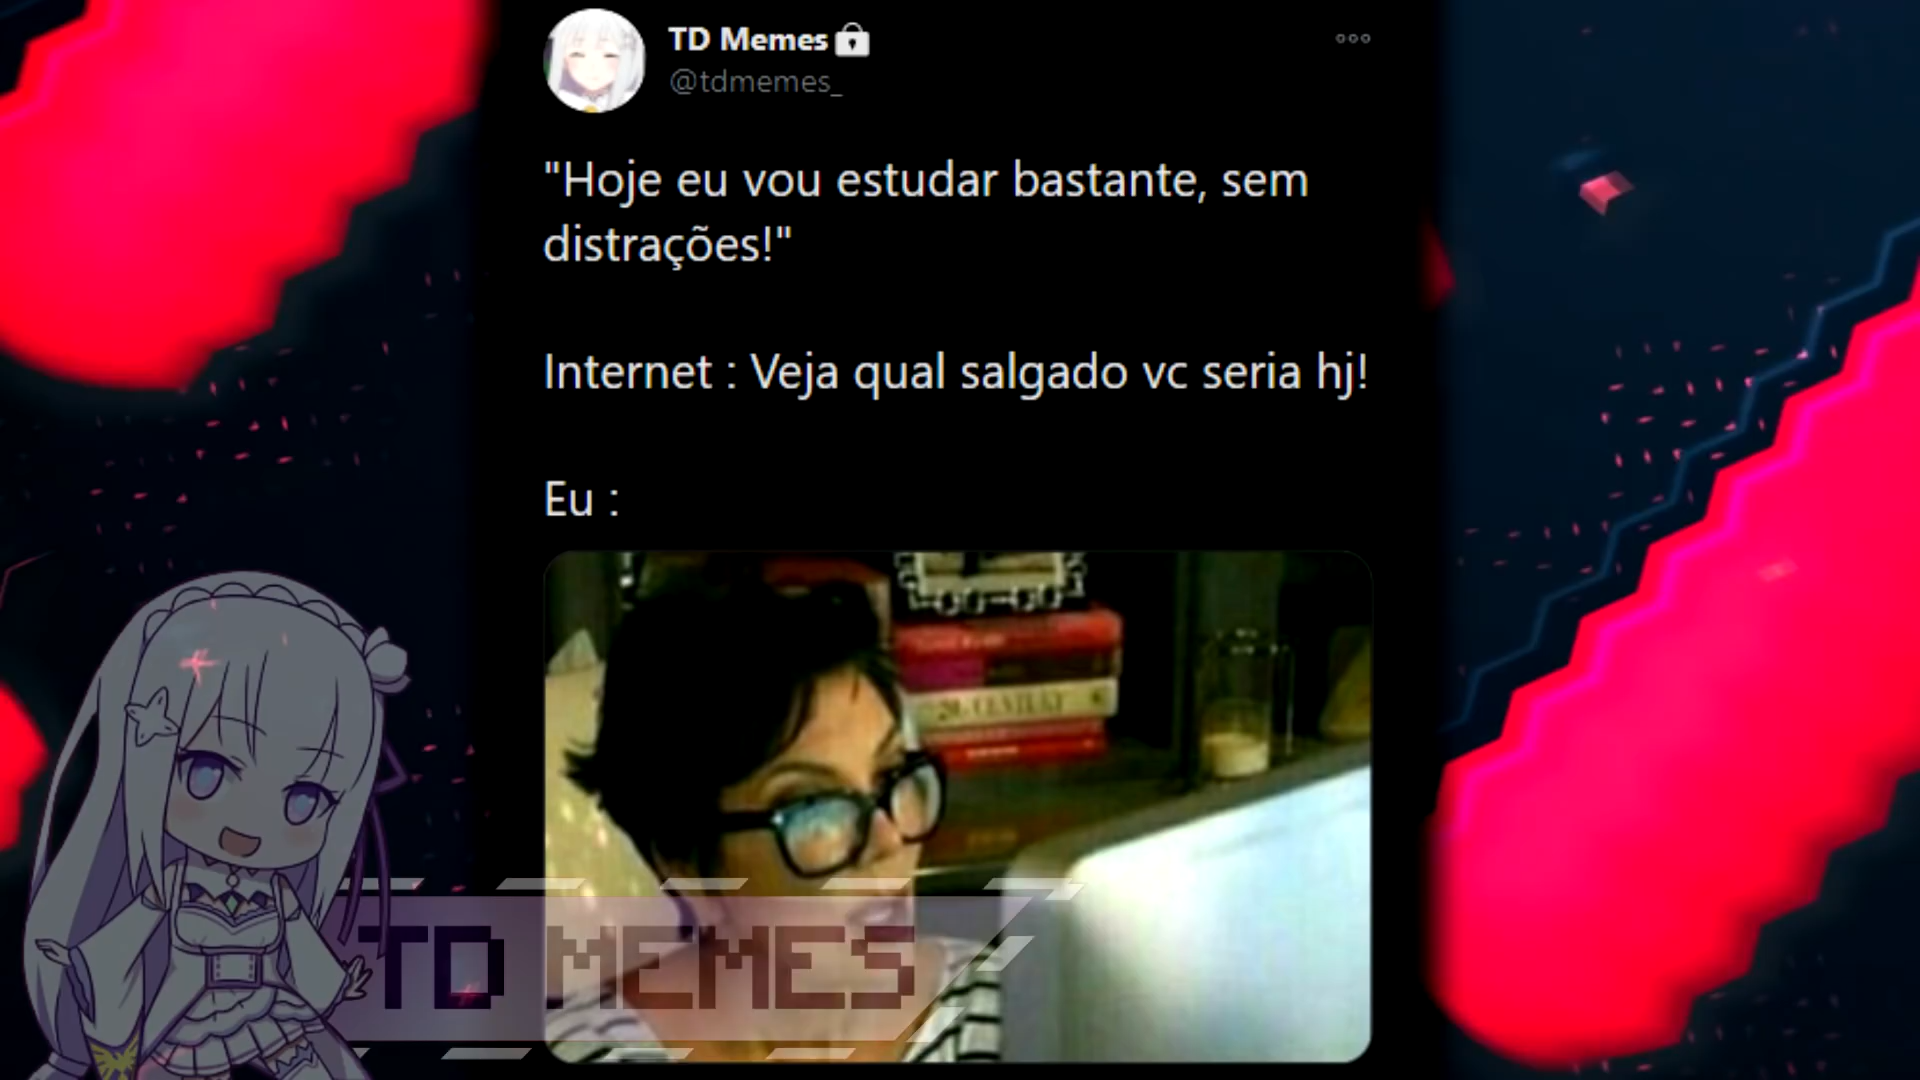 TD Memes
@tdmemes_
"Hoje eu vou estudar bastante, sem
distrações!"
Internet : Veja qual salgado vc seria hj!
Eu :
TD MEMES